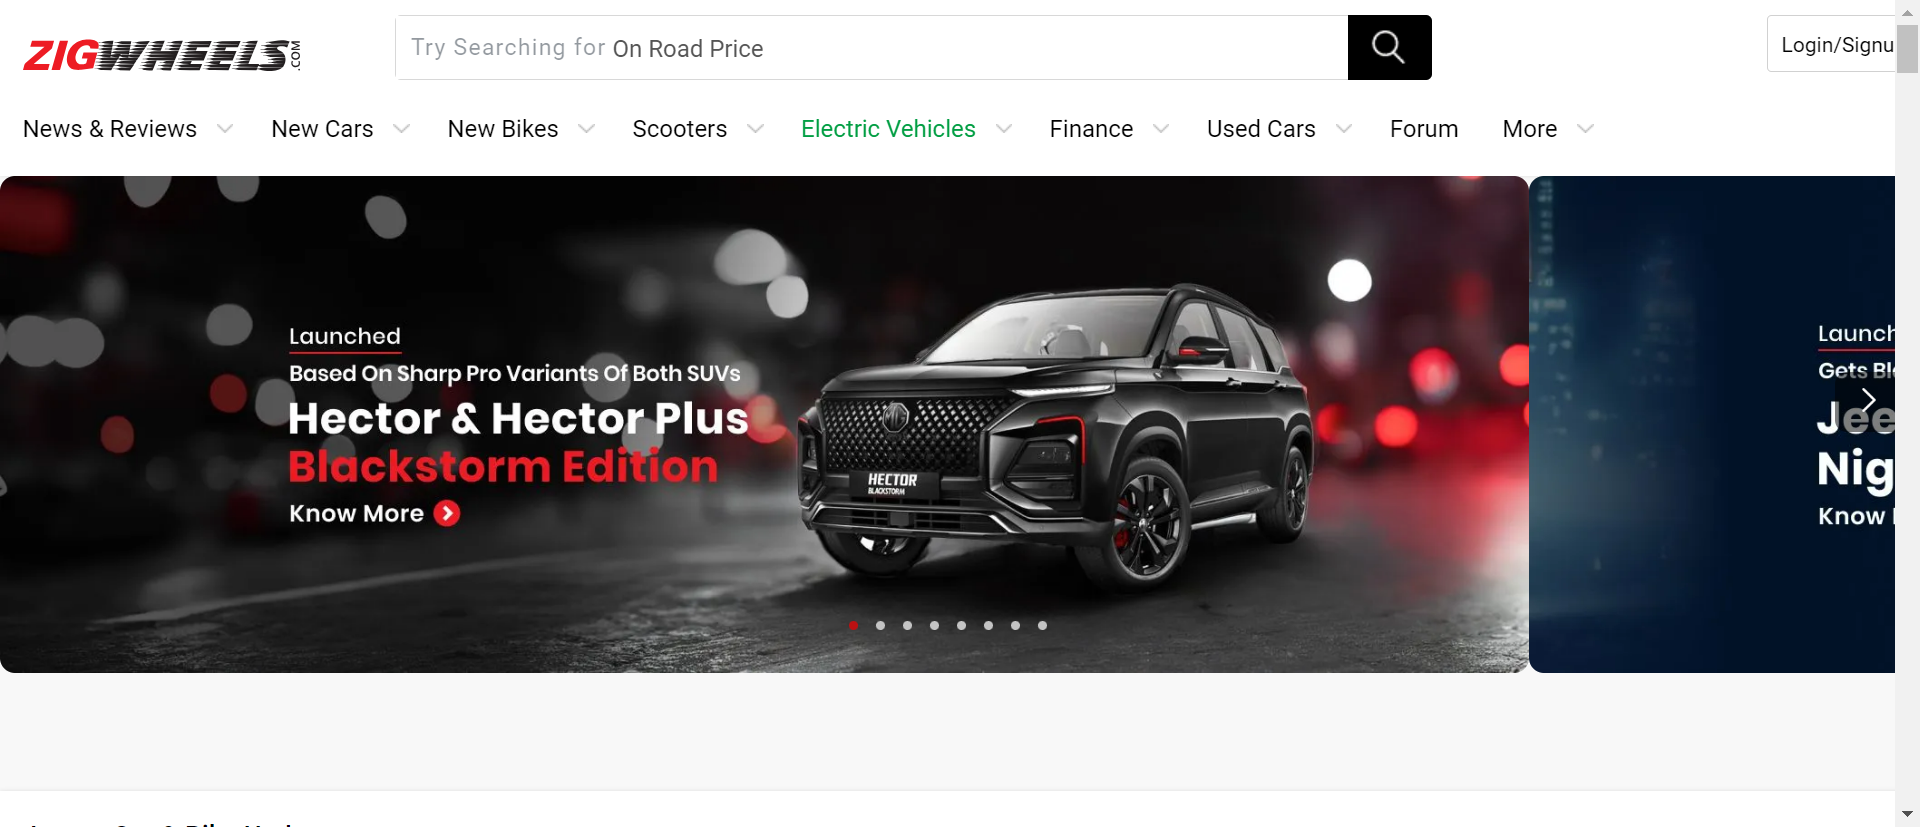 ZIGWHEELS.COM
Try Searching for On Road Price
Login/Signu
News & Reviews
New Cars
New Bikes
Scooters
Electric Vehicles
Finance
Used Cars
Forum
More
Launched
Based On Sharp Pro Variants Of Both SUVs
Hector & Hector Plus
Blackstorm Edition
Know More
MG
HECTOR
BLACKSTORM
Launch
Gets Bl
Jee
Nig
Know